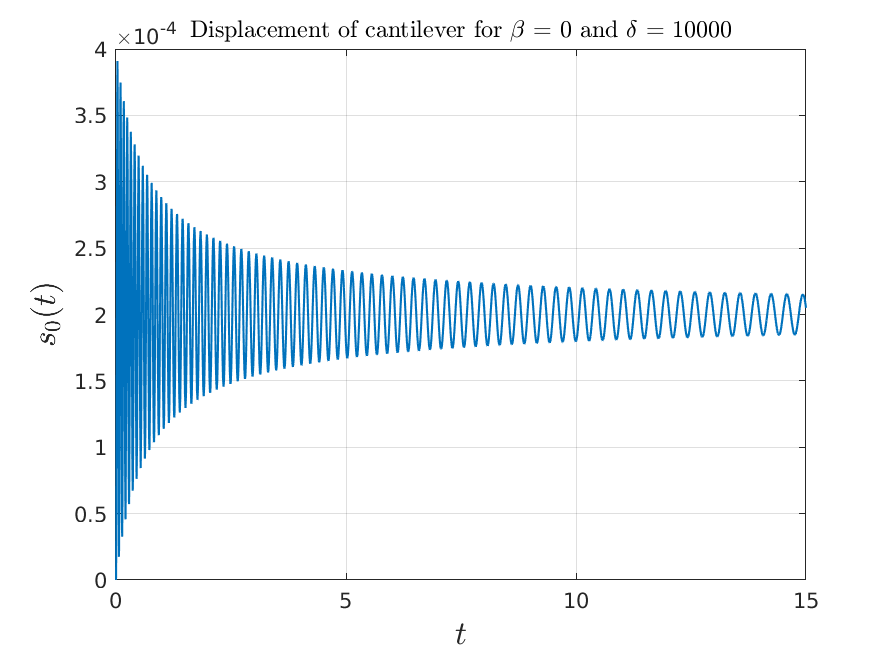 ×10-4 Displacement of cantilever for β = 0 and δ = 10000
4
3.5
3
2.5
2
1.5
1
0.5
0
s0(t)
0 5 10 15
t